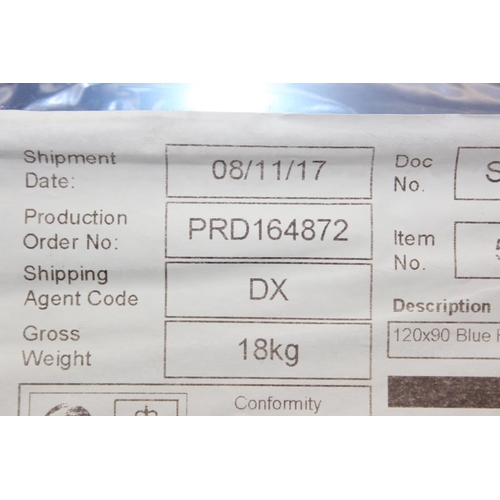 Shipment Date: 08/11/17
Production Order No: PRD164872
Shipping Agent Code DX
Gross Weight 18kg
Doc No.
Item No.
Description
120x90 Blue
Conformity